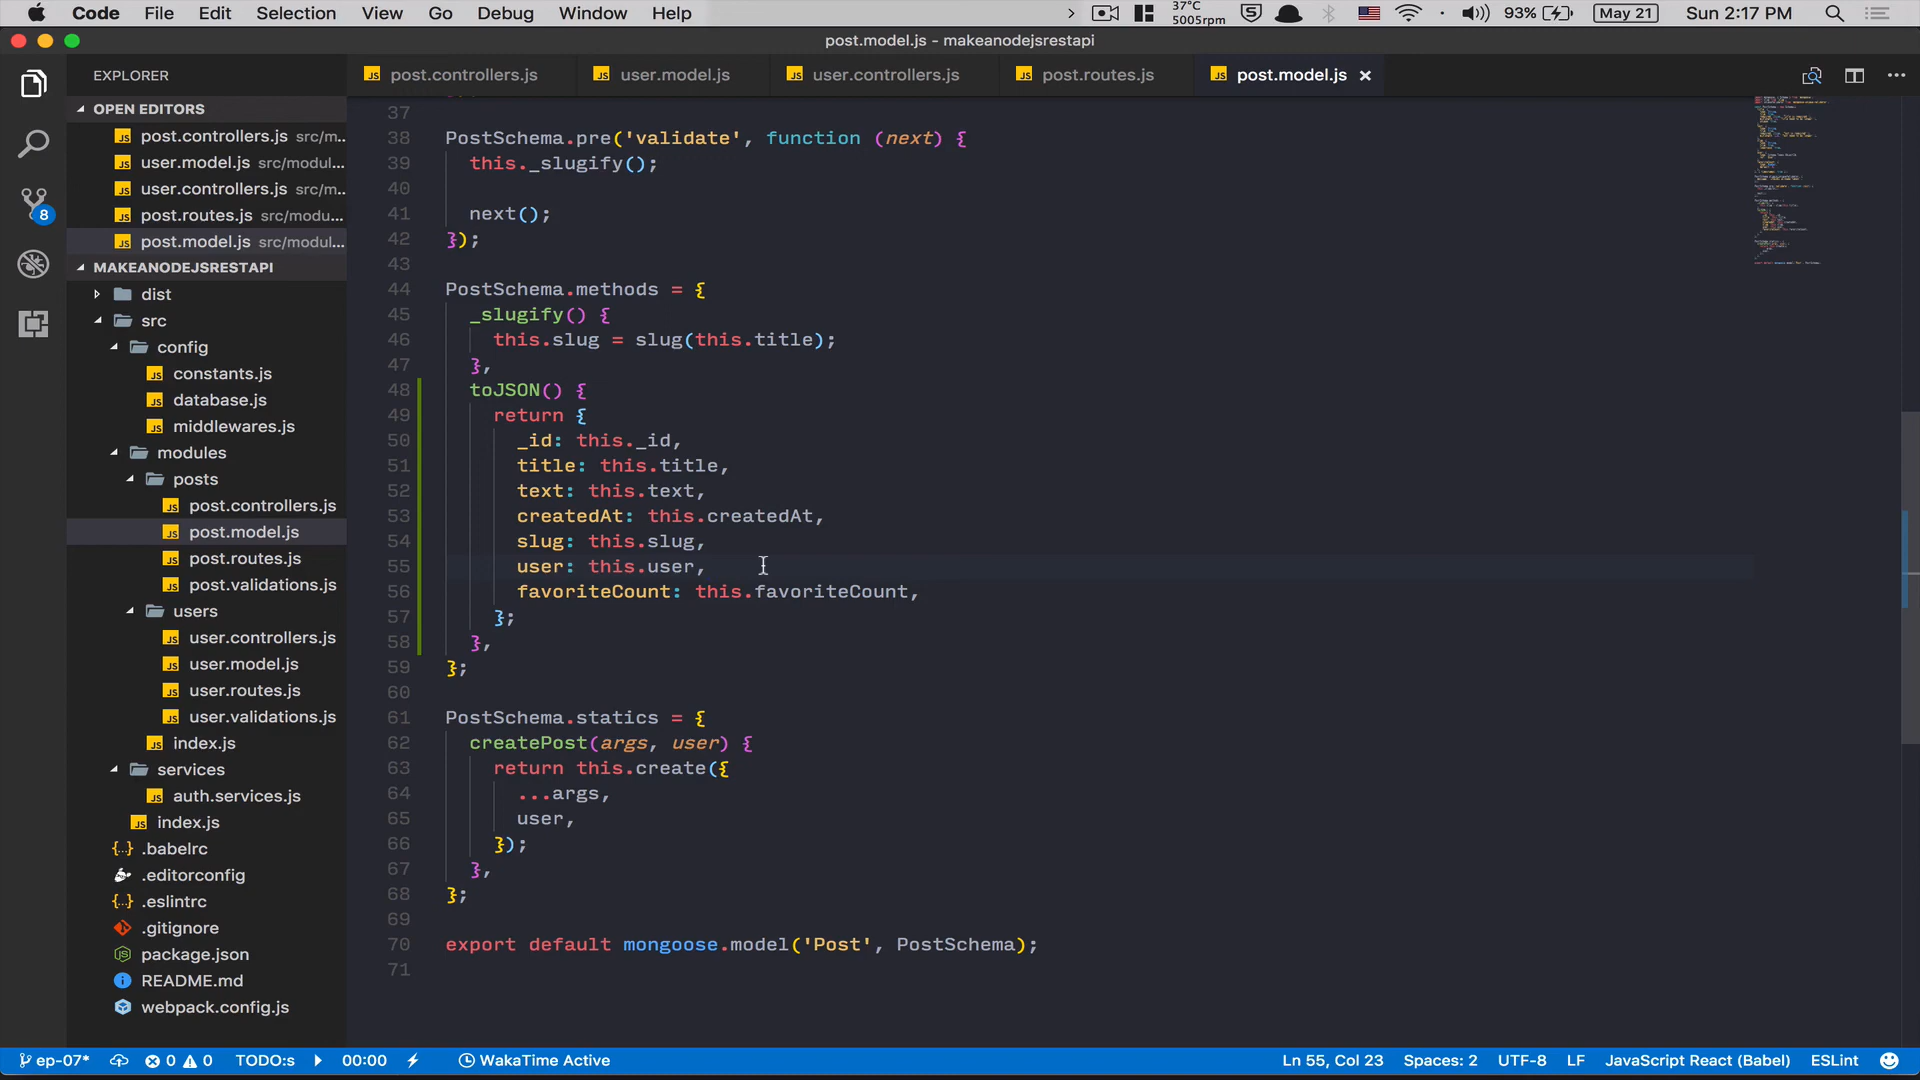 Code File Edit Selection View Go Debug Window Help 37°C 5005rpm 93% May 21 Sun 2:17 PM
post.model.js - makeanodejsrestapi
EXPLORER
OPEN EDITORS
post.controllers.js src/m...
user.model.js src/modul...
user.controllers.js src/m...
post.routes.js src/modu...
post.model.js src/modul...
MAKEANODEJSRESTAPI
dist
src
config
constants.js
database.js
middlewares.js
modules
posts
post.controllers.js
post.model.js
post.routes.js
post.validations.js
users
user.controllers.js
user.model.js
user.routes.js
user.validations.js
index.js
services
auth.services.js
index.js
.babelrc
.editorconfig
.eslintrc
.gitignore
package.json
README.md
webpack.config.js
8
post.controllers.js user.model.js user.controllers.js post.routes.js post.model.js
37
38 PostSchema.pre('validate', function (next) {
39 this._slugify();
40
41 next();
42 });
43
44 PostSchema.methods = {
45 _slugify() {
46 this.slug = slug(this.title);
47 },
48 toJSON() {
49 return {
50 _id: this._id,
51 title: this.title,
52 text: this.text,
53 createdAt: this.createdAt,
54 slug: this.slug,
55 user: this.user,
56 favoriteCount: this.favoriteCount,
57 };
58 },
59 };
60
61 PostSchema.statics = {
62 createPost(args, user) {
63 return this.create({
64 ...args,
65 user,
66 });
67 },
68 };
69
70 export default mongoose.model('Post', PostSchema);
71
ep-07* 0 0 TODO:s 00:00 WakaTime Active Ln 55, Col 23 Spaces: 2 UTF-8 LF JavaScript React (Babel) ESLint